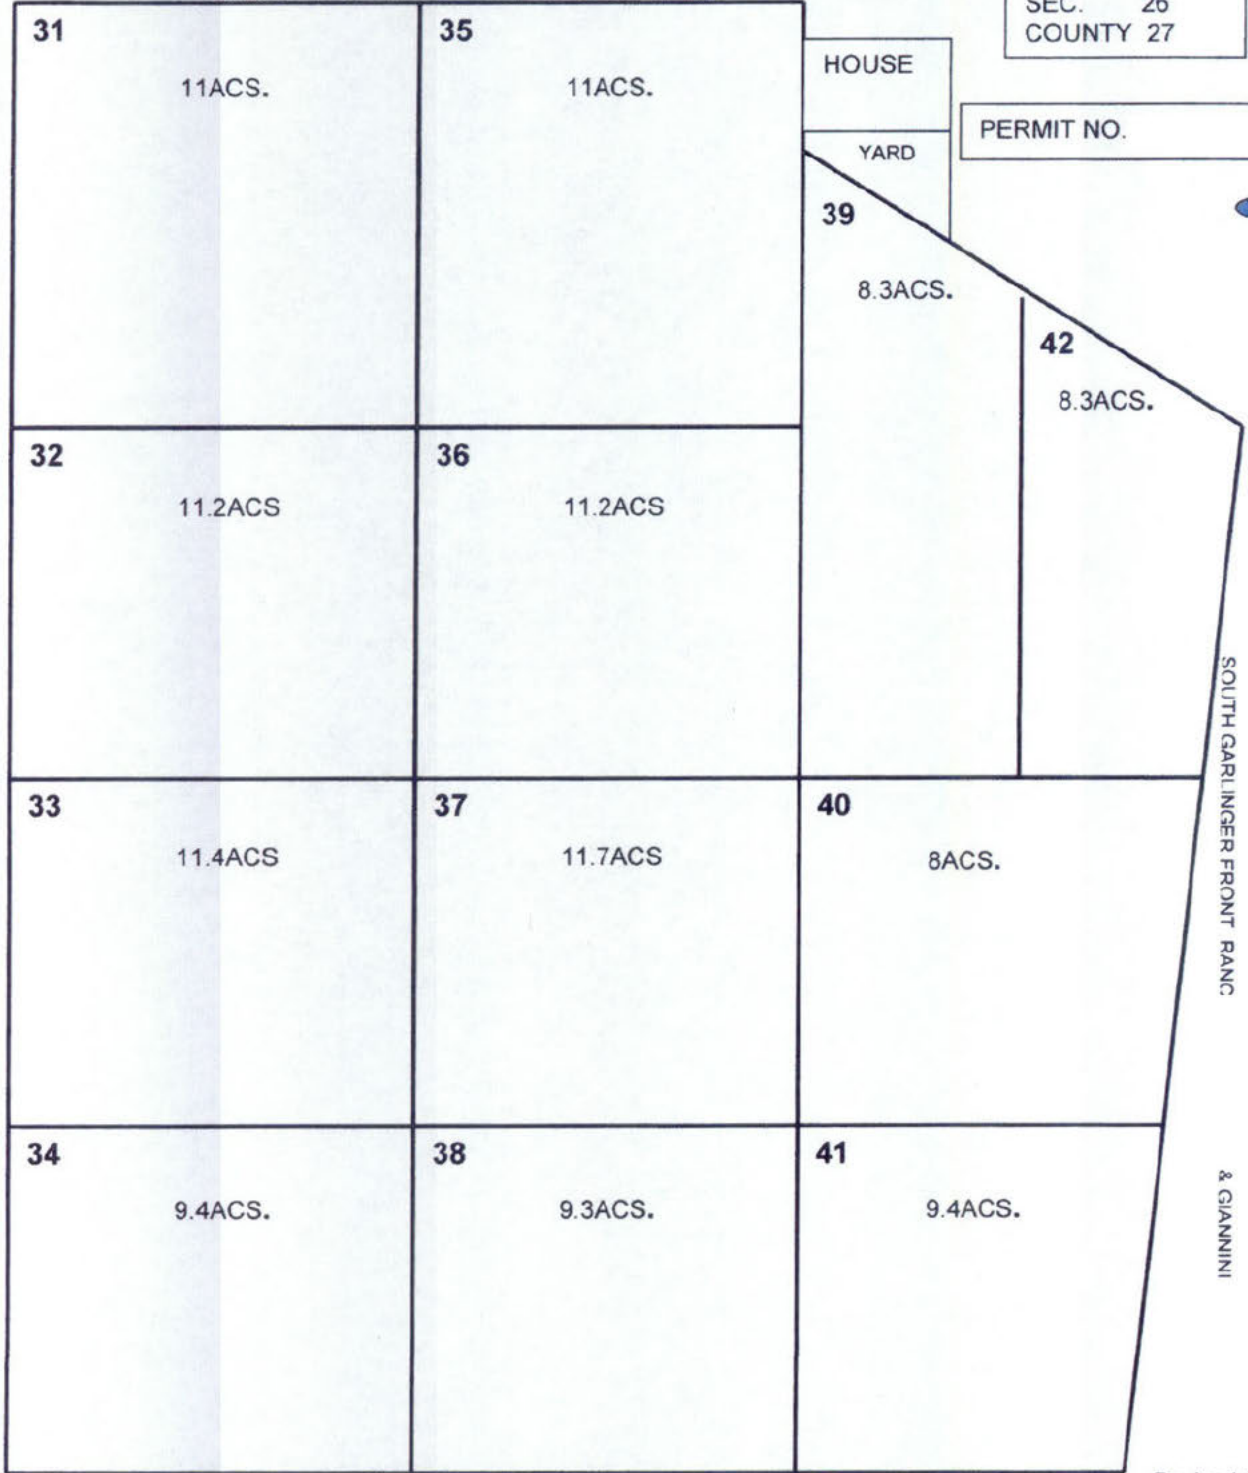 SEC. 26
COUNTY 27
31
11ACS.
35
11ACS.
HOUSE
YARD
PERMIT NO.
39
8.3ACS.
42
8.3ACS.
32
11.2ACS
36
11.2ACS
33
11.4ACS
37
11.7ACS
40
8ACS.
34
9.4ACS.
38
9.3ACS.
41
9.4ACS.
SOUTH GARLINGER FRONT RANC
& GIANNINI